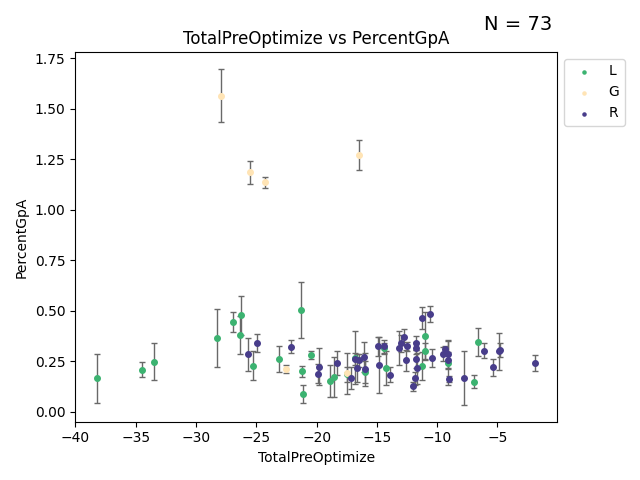 N = 73
TotalPreOptimize vs PercentGpA
1.75
1.50
1.25
1.00
0.75
0.50
0.25
0.00
PercentGpA
−40
−35
−30
−25
−20
−15
−10
−5
TotalPreOptimize
L
G
R